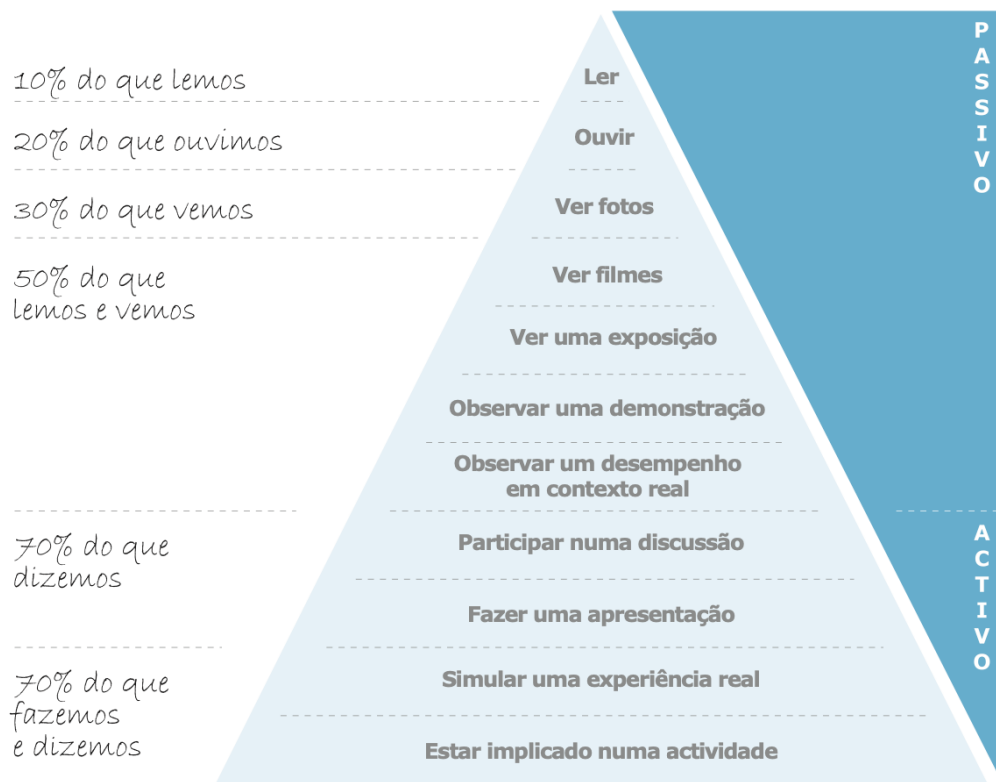 10% do que lemos
Ler
20% do que ouvimos
Ouvir
30% do que vemos
Ver fotos
50% do que
lemos e vemos
Ver filmes
Ver uma exposição
Observar uma demonstração
Observar um desempenho
em contexto real
70% do que
dizemos
Participar numa discussão
Fazer uma apresentação
70% do que
fazemos
e dizemos
Simular uma experiência real
Estar implicado numa actividade
PASSIVO
ACTIVO